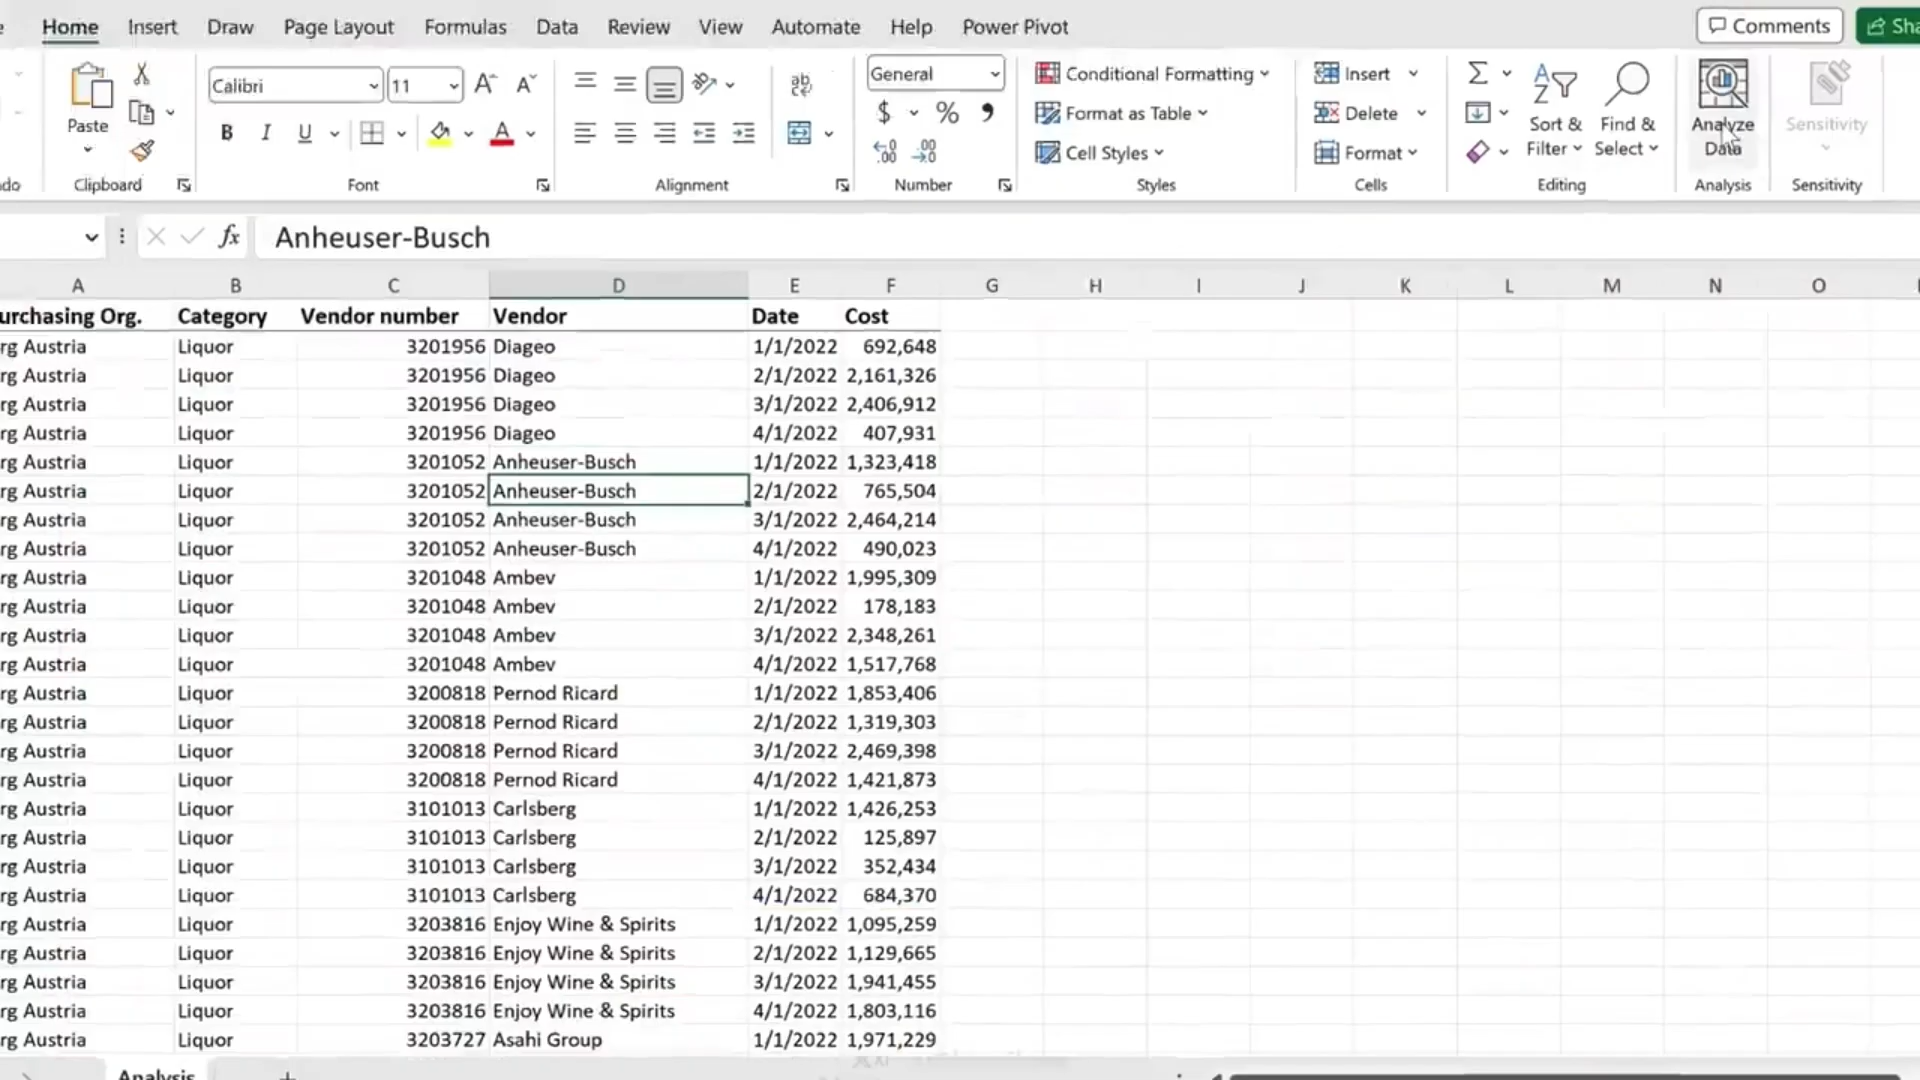 Home Insert Draw Page Layout Formulas Data Review View Automate Help Power Pivot Comments Sha
Calibri 11 General Conditional Formatting Insert
Paste $ % Format as Table Delete Sort & Find & Analyze Sensitivity
B I U A Cell Styles Format Filter Select Data
do Clipboard Font Alignment Number Styles Cells Editing Analysis Sensitivity
fx Anheuser-Busch
A B C D E F G H I J K L M N O
urchasing Org. Category Vendor number Vendor Date Cost
rg Austria Liquor 3201956 Diageo 1/1/2022 692,648
rg Austria Liquor 3201956 Diageo 2/1/2022 2,161,326
rg Austria Liquor 3201956 Diageo 3/1/2022 2,406,912
rg Austria Liquor 3201956 Diageo 4/1/2022 407,931
rg Austria Liquor 3201052 Anheuser-Busch 1/1/2022 1,323,418
rg Austria Liquor 3201052 Anheuser-Busch 2/1/2022 765,504
rg Austria Liquor 3201052 Anheuser-Busch 3/1/2022 2,464,214
rg Austria Liquor 3201052 Anheuser-Busch 4/1/2022 490,023
rg Austria Liquor 3201048 Ambev 1/1/2022 1,995,309
rg Austria Liquor 3201048 Ambev 2/1/2022 178,183
rg Austria Liquor 3201048 Ambev 3/1/2022 2,348,261
rg Austria Liquor 3201048 Ambev 4/1/2022 1,517,768
rg Austria Liquor 3200818 Pernod Ricard 1/1/2022 1,853,406
rg Austria Liquor 3200818 Pernod Ricard 2/1/2022 1,319,303
rg Austria Liquor 3200818 Pernod Ricard 3/1/2022 2,469,398
rg Austria Liquor 3200818 Pernod Ricard 4/1/2022 1,421,873
rg Austria Liquor 3101013 Carlsberg 1/1/2022 1,426,253
rg Austria Liquor 3101013 Carlsberg 2/1/2022 125,897
rg Austria Liquor 3101013 Carlsberg 3/1/2022 352,434
rg Austria Liquor 3101013 Carlsberg 4/1/2022 684,370
rg Austria Liquor 3203816 Enjoy Wine & Spirits 1/1/2022 1,095,259
rg Austria Liquor 3203816 Enjoy Wine & Spirits 2/1/2022 1,129,665
rg Austria Liquor 3203816 Enjoy Wine & Spirits 3/1/2022 1,941,455
rg Austria Liquor 3203816 Enjoy Wine & Spirits 4/1/2022 1,803,116
rg Austria Liquor 3203727 Asahi Group 1/1/2022 1,971,229
Analysis